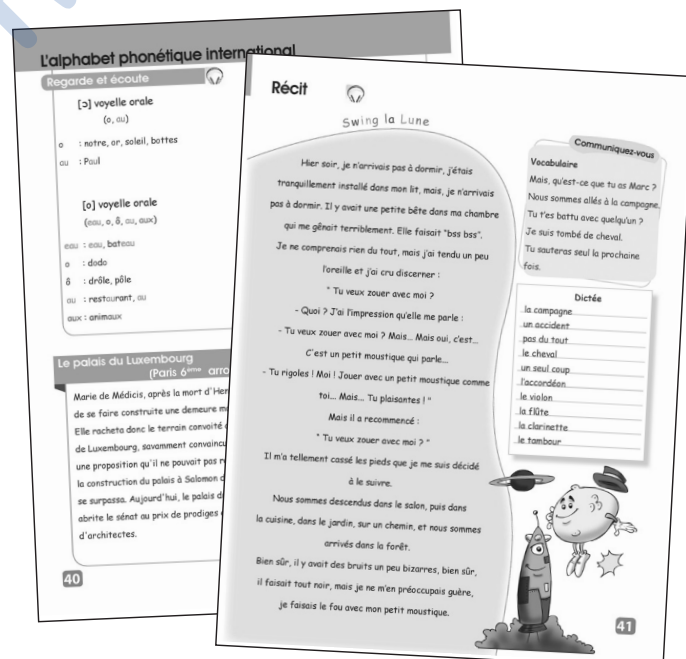 L'alphabet phonétique international
Regarde et écoute
[ɔ] voyelle orale
(o, au)
o : notre, or, soleil, bottes
au : Paul
[o] voyelle orale
(eau, o, ô, au, aux)
eau : eau, bateau
o : dodo
ô : drôle, pôle
au : restaurant, au
aux : animaux
Le palais du Luxembourg
(Paris 6ème arro
Marie de Médicis, après la mort d'Hen
de se faire construite une demeure m
Elle racheta donc le terrain convoité
de Luxembourg, savamment convaincu
une proposition qu'il ne pouvait pas r
la construction du palais à Salomon d
se surpassa. Aujourd'hui, le palais d
abrite le sénat au prix de prodiges
d'architectes.
40
Récit
Swing la Lune
Hier soir, je n'arrivais pas à dormir, j'étais
tranquillement installé dans mon lit, mais, je n'arrivais
pas à dormir. Il y avait une petite bête dans ma chambre
qui me gênait terriblement. Elle faisait "bss bss".
Je ne comprenais rien du tout, mais j'ai tendu un peu
l'oreille et j'ai cru discerner :
" Tu veux zouer avec moi ?
- Quoi ? J'ai l'impression qu'elle me parle :
- Tu veux zouer avec moi ? Mais... Mais oui, c'est...
C'est un petit moustique qui parle...
- Tu rigoles ! Moi ! Jouer avec un petit moustique comme
toi... Mais... Tu plaisantes ! "
Mais il a recommencé :
" Tu veux zouer avec moi ? "
Il m'a tellement cassé les pieds que je me suis décidé
à le suivre.
Nous sommes descendus dans le salon, puis dans
la cuisine, dans le jardin, sur un chemin, et nous sommes
arrivés dans la forêt.
Bien sûr, il y avait des bruits un peu bizarres, bien sûr,
il faisait tout noir, mais je ne m'en préoccupais guère,
je faisais le fou avec mon petit moustique.
Communiquez-vous
Vocabulaire
Mais, qu'est-ce que tu as Marc ?
Nous sommes allés à la campagne.
Tu t'es battu avec quelqu'un ?
Je suis tombé de cheval.
Tu sauteras seul la prochaine
fois.
Dictée
la campagne
un accident
pas du tout
le cheval
un seul coup
l'accordéon
le violon
la flûte
la clarinette
le tambour
41